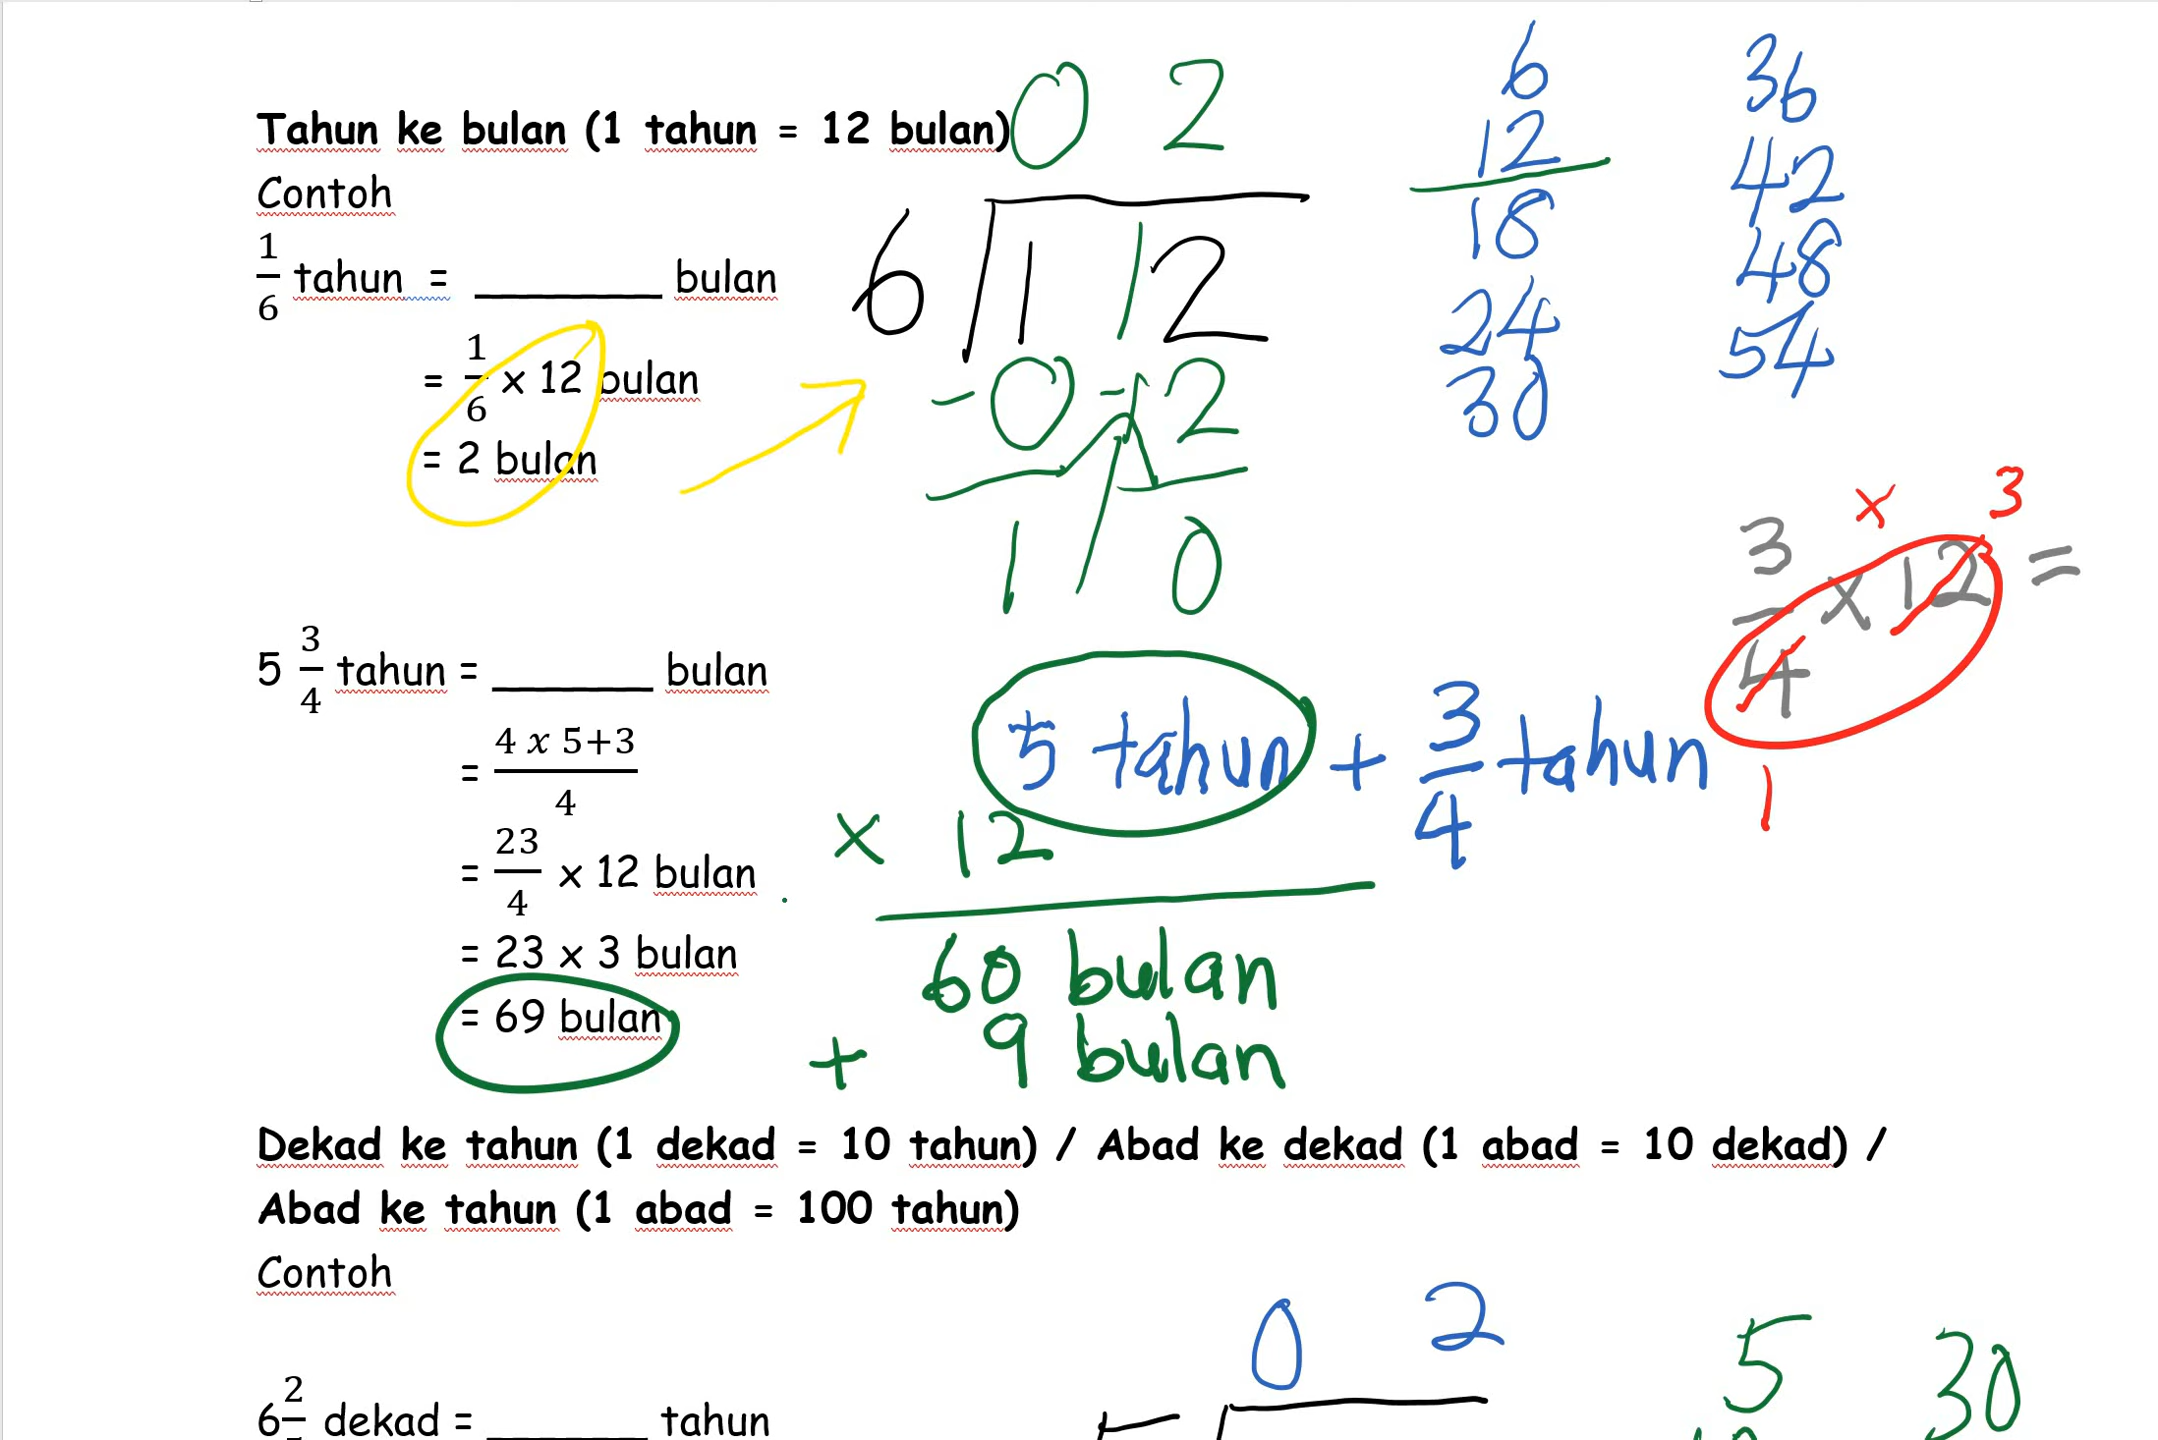 Tahun ke bulan (1 tahun = 12 bulan)
Contoh
1/6 tahun = ________ bulan
= 1/6 x 12 bulan
= 2 bulan
0 2
6 1 1 2
- 0 - 1 2
1 0
6
12
18
24
30
36
42
48
54
5 3/4 tahun = _______ bulan
= 4 x 5+3 / 4
= 23/4 x 12 bulan
= 23 x 3 bulan
= 69 bulan
x 3
3/4 x 12 =
1
5 tahun + 3/4 tahun
x 12
60 bulan
+ 9 bulan
Dekad ke tahun (1 dekad = 10 tahun) / Abad ke dekad (1 abad = 10 dekad) /
Abad ke tahun (1 abad = 100 tahun)
Contoh
6 2/ dekad = _______ tahun
0 2
5 30